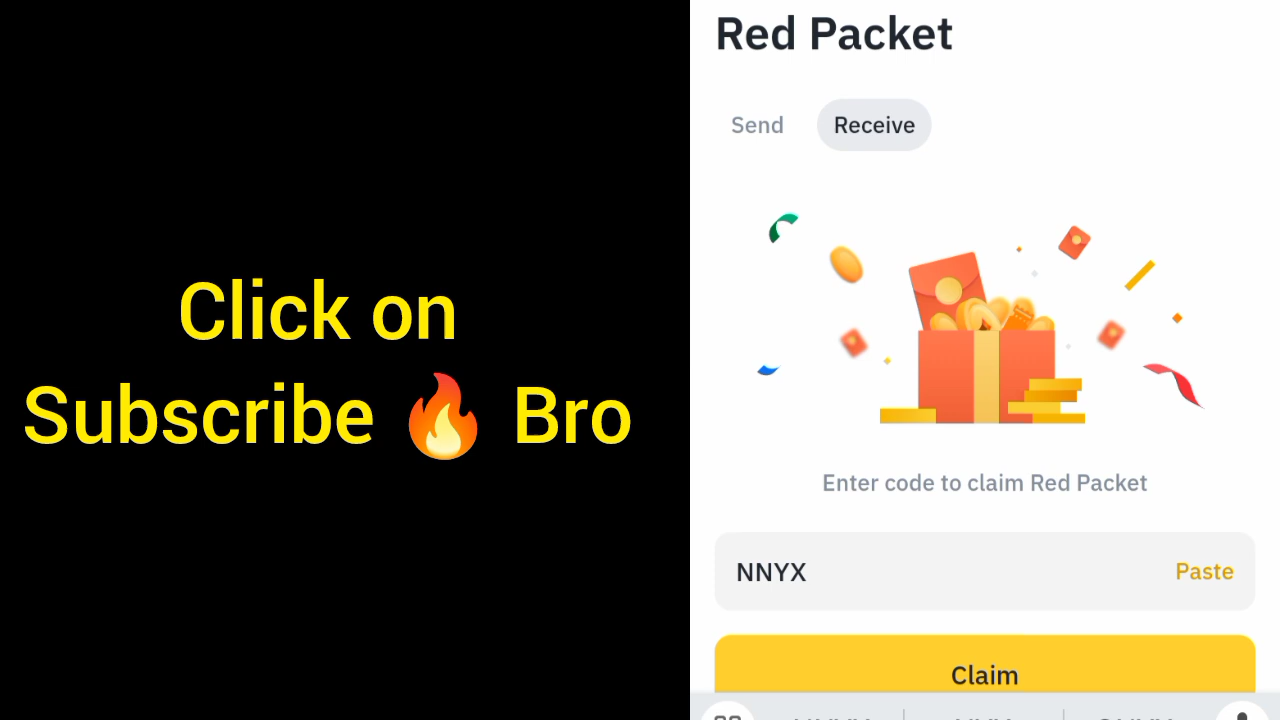 Click on
Subscribe 🔥 Bro
Red Packet
Send Receive
Enter code to claim Red Packet
NNYX Paste
Claim